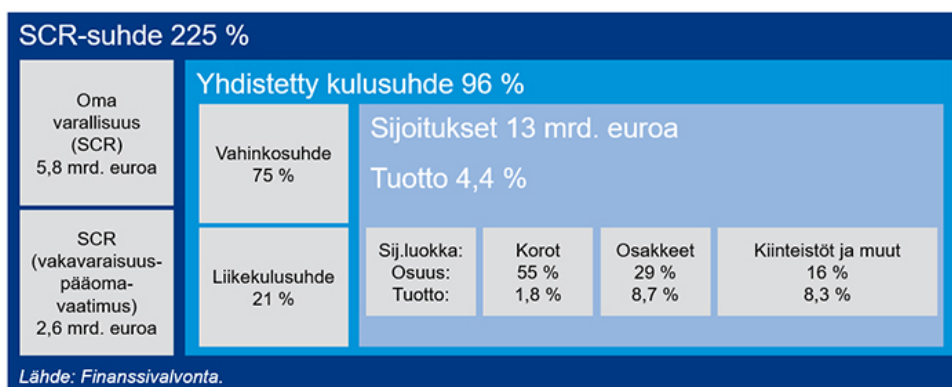 SCR-suhde 225 %
Oma
varallisuus
(SCR)
5,8 mrd. euroa
SCR
(vakavaraisuus-
pääoma-
vaatimus)
2,6 mrd. euroa
Yhdistetty kulusuhde 96 %
Vahinkosuhde
75 %
Liikekulusuhde
21 %
Sijoitukset 13 mrd. euroa
Tuotto 4,4 %
Sij.luokka:
Osuus:
Tuotto:
Korot
55 %
1,8 %
Osakkeet
29 %
8,7 %
Kiinteistöt ja muut
16 %
8,3 %
Lähde: Finanssivalvonta.